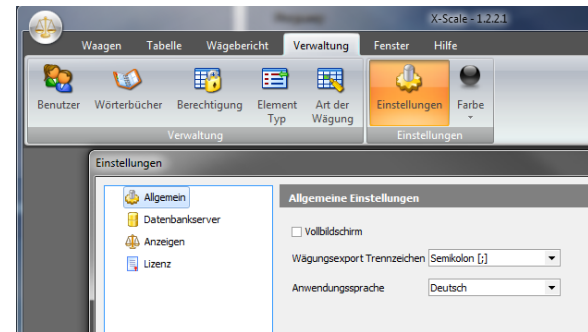 X-Scale - 1.2.2.1
Waagen Tabelle Wägebericht Verwaltung Fenster Hilfe
Benutzer Wörterbücher Berechtigung Element Typ Art der Wägung Einstellungen Farbe
Verwaltung Einstellungen
Einstellungen
Allgemein
Datenbankserver
Anzeigen
Lizenz
Allgemeine Einstellungen
Vollbildschirm
Wägungsexport Trennzeichen Semikolon [;]
Anwendungssprache Deutsch